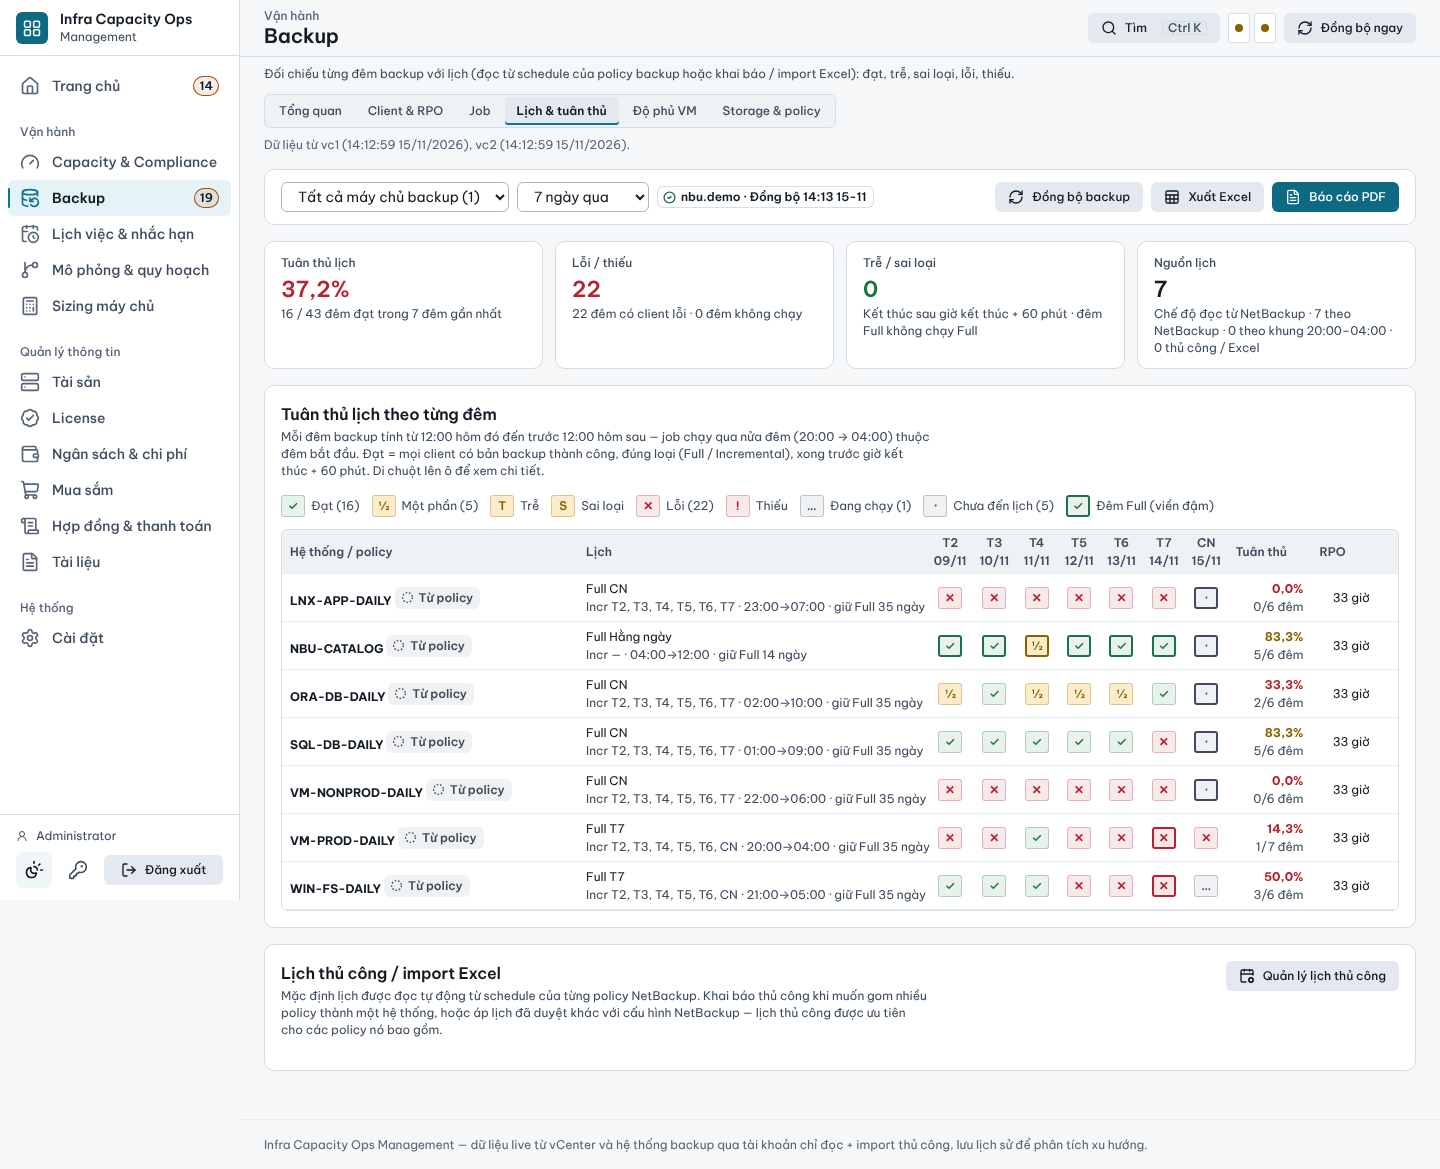 Infra Capacity Ops
Management
Trang chủ 14
Vận hành
Capacity & Compliance
Backup 19
Lịch việc & nhắc hạn
Mô phỏng & quy hoạch
Sizing máy chủ
Quản lý thông tin
Tài sản
License
Ngân sách & chi phí
Mua sắm
Hợp đồng & thanh toán
Tài liệu
Hệ thống
Cài đặt
Administrator
Đăng xuất
Vận hành
Backup
Tìm Ctrl K
Đồng bộ ngay
Đối chiếu từng đêm backup với lịch (đọc từ schedule của policy backup hoặc khai báo / import Excel): đạt, trễ, sai loại, lỗi, thiếu.
Tổng quan Client & RPO Job Lịch & tuân thủ Độ phủ VM Storage & policy
Dữ liệu từ vc1 (14:12:59 15/11/2026), vc2 (14:12:59 15/11/2026).
Tất cả máy chủ backup (1) 7 ngày qua nbu.demo · Đồng bộ 14:13 15-11 Đồng bộ backup Xuất Excel Báo cáo PDF
Tuân thủ lịch
37,2%
16 / 43 đêm đạt trong 7 đêm gần nhất
Lỗi / thiếu
22
22 đêm có client lỗi · 0 đêm không chạy
Trễ / sai loại
0
Kết thúc sau giờ kết thúc + 60 phút · đêm
Full không chạy Full
Nguồn lịch
7
Chế độ đọc từ NetBackup · 7 theo
NetBackup · 0 theo khung 20:00–04:00 ·
0 thủ công / Excel
Tuân thủ lịch theo từng đêm
Mỗi đêm backup tính từ 12:00 hôm đó đến trước 12:00 hôm sau — job chạy qua nửa đêm (20:00 → 04:00) thuộc
đêm bắt đầu. Đạt = mọi client có bản backup thành công, đúng loại (Full / Incremental), xong trước giờ kết
thúc + 60 phút. Di chuột lên ô để xem chi tiết.
✓ Đạt (16) ½ Một phần (5) T Trễ S Sai loại ✕ Lỗi (22) ! Thiếu … Đang chạy (1) · Chưa đến lịch (5) ✓ Đêm Full (viền đậm)
Hệ thống / policy Lịch T2 09/11 T3 10/11 T4 11/11 T5 12/11 T6 13/11 T7 14/11 CN 15/11 Tuân thủ RPO
LNX-APP-DAILY Từ policy Full CN ✕ ✕ ✕ ✕ ✕ ✕ · 0,0% 33 giờ
Incr T2, T3, T4, T5, T6, T7 · 23:00→07:00 · giữ Full 35 ngày 0/6 đêm
NBU-CATALOG Từ policy Full Hằng ngày ✓ ✓ ½ ✓ ✓ ✓ · 83,3% 33 giờ
Incr — · 04:00→12:00 · giữ Full 14 ngày 5/6 đêm
ORA-DB-DAILY Từ policy Full CN ½ ✓ ½ ½ ½ ✓ · 33,3% 33 giờ
Incr T2, T3, T4, T5, T6, T7 · 02:00→10:00 · giữ Full 35 ngày 2/6 đêm
SQL-DB-DAILY Từ policy Full CN ✓ ✓ ✓ ✓ ✓ ✕ · 83,3% 33 giờ
Incr T2, T3, T4, T5, T6, T7 · 01:00→09:00 · giữ Full 35 ngày 5/6 đêm
VM-NONPROD-DAILY Từ policy Full CN ✕ ✕ ✕ ✕ ✕ ✕ · 0,0% 33 giờ
Incr T2, T3, T4, T5, T6, T7 · 22:00→06:00 · giữ Full 35 ngày 0/6 đêm
VM-PROD-DAILY Từ policy Full T7 ✕ ✕ ✓ ✕ ✕ ✕ ✕ 14,3% 33 giờ
Incr T2, T3, T4, T5, T6, CN · 20:00→04:00 · giữ Full 35 ngày 1/7 đêm
WIN-FS-DAILY Từ policy Full T7 ✓ ✓ ✓ ✕ ✕ ✕ … 50,0% 33 giờ
Incr T2, T3, T4, T5, T6, CN · 21:00→05:00 · giữ Full 35 ngày 3/6 đêm
Lịch thủ công / import Excel
Quản lý lịch thủ công
Mặc định lịch được đọc tự động từ schedule của từng policy NetBackup. Khai báo thủ công khi muốn gom nhiều
policy thành một hệ thống, hoặc áp lịch đã duyệt khác với cấu hình NetBackup — lịch thủ công được ưu tiên
cho các policy nó bao gồm.
Infra Capacity Ops Management — dữ liệu live từ vCenter và hệ thống backup qua tài khoản chỉ đọc + import thủ công, lưu lịch sử để phân tích xu hướng.